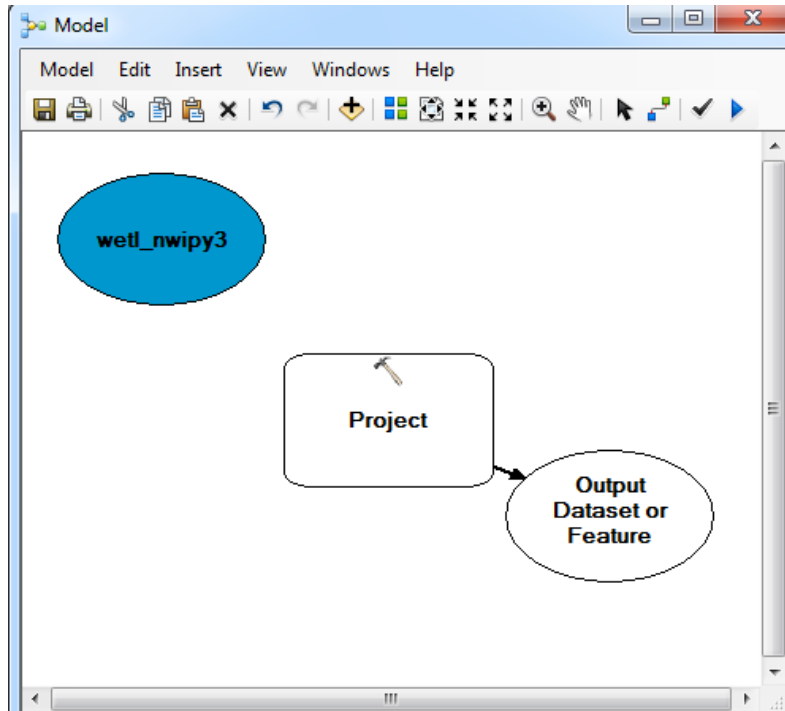 Model
Model Edit Insert View Windows Help
wetl_nwipy3
Project
Output
Dataset or
Feature